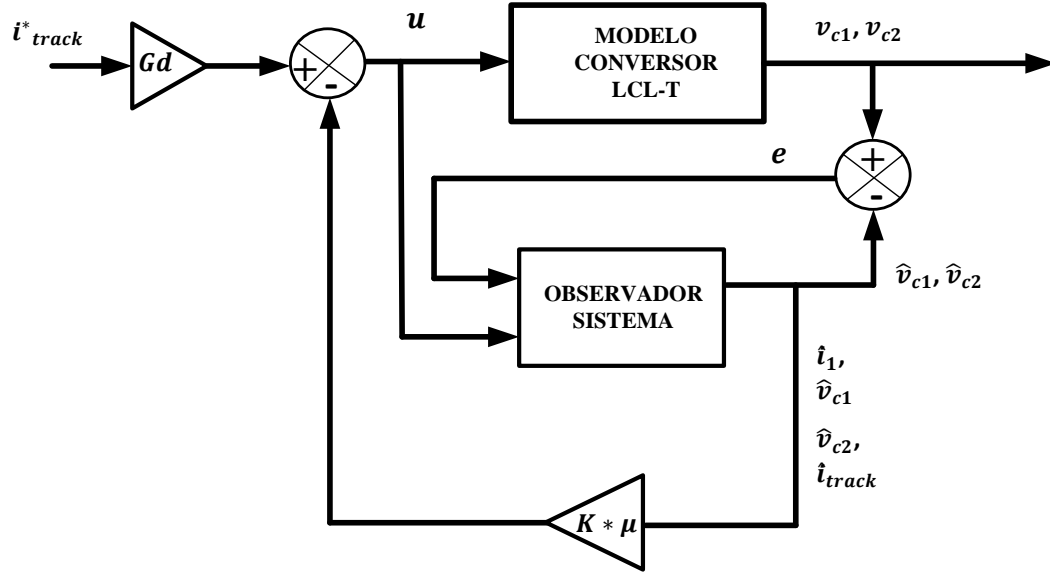 i*track
Gd
+
-
u
MODELO
CONVERSOR
LCL-T
vc1, vc2
+
-
e
OBSERVADOR
SISTEMA
v̂c1, v̂c2
î1,
v̂c1
v̂c2,
îtrack
K * μ